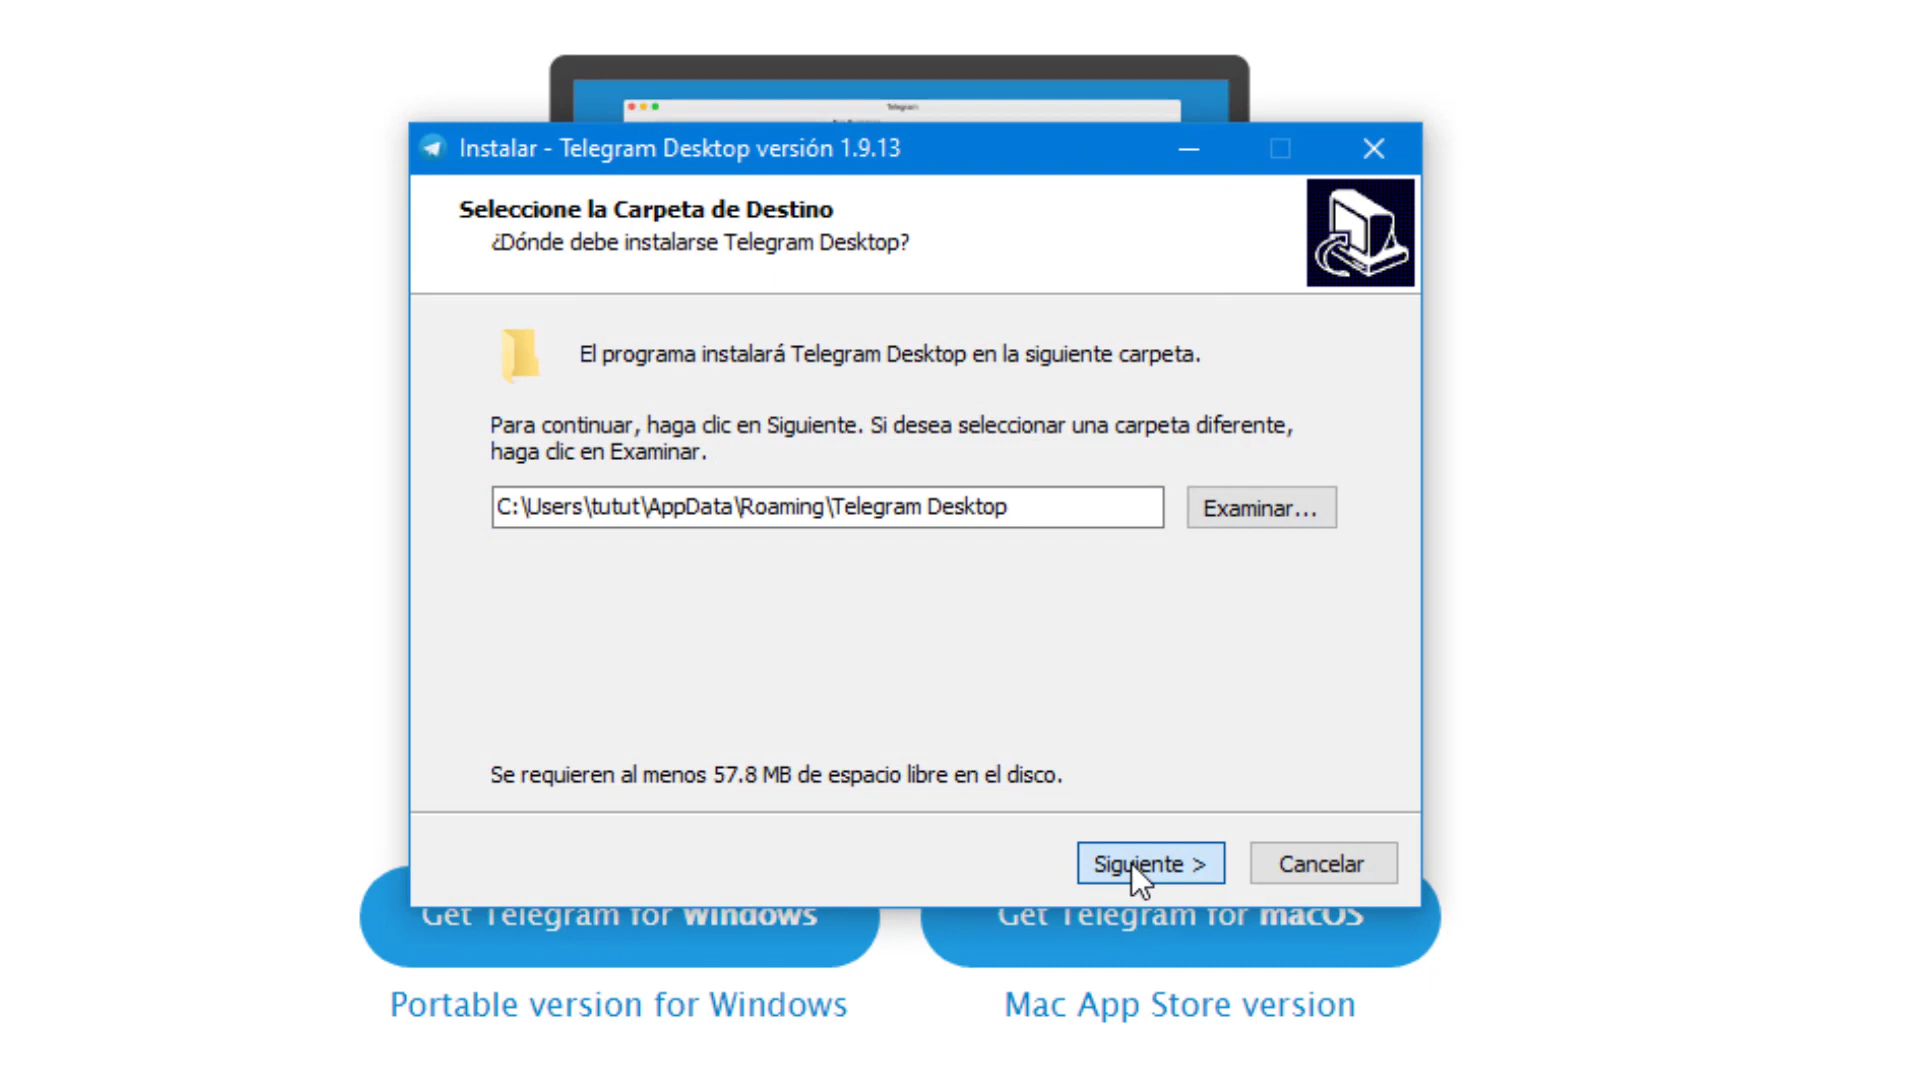 Telegram
Instalar - Telegram Desktop versión 1.9.13
Seleccione la Carpeta de Destino
¿Dónde debe instalarse Telegram Desktop?
El programa instalará Telegram Desktop en la siguiente carpeta.
Para continuar, haga clic en Siguiente. Si desea seleccionar una carpeta diferente,
haga clic en Examinar.
C:\Users\tutut\AppData\Roaming\Telegram Desktop
Examinar...
Se requieren al menos 57.8 MB de espacio libre en el disco.
Siguiente >
Cancelar
Get Telegram for Windows
Get Telegram for macOS
Portable version for Windows
Mac App Store version